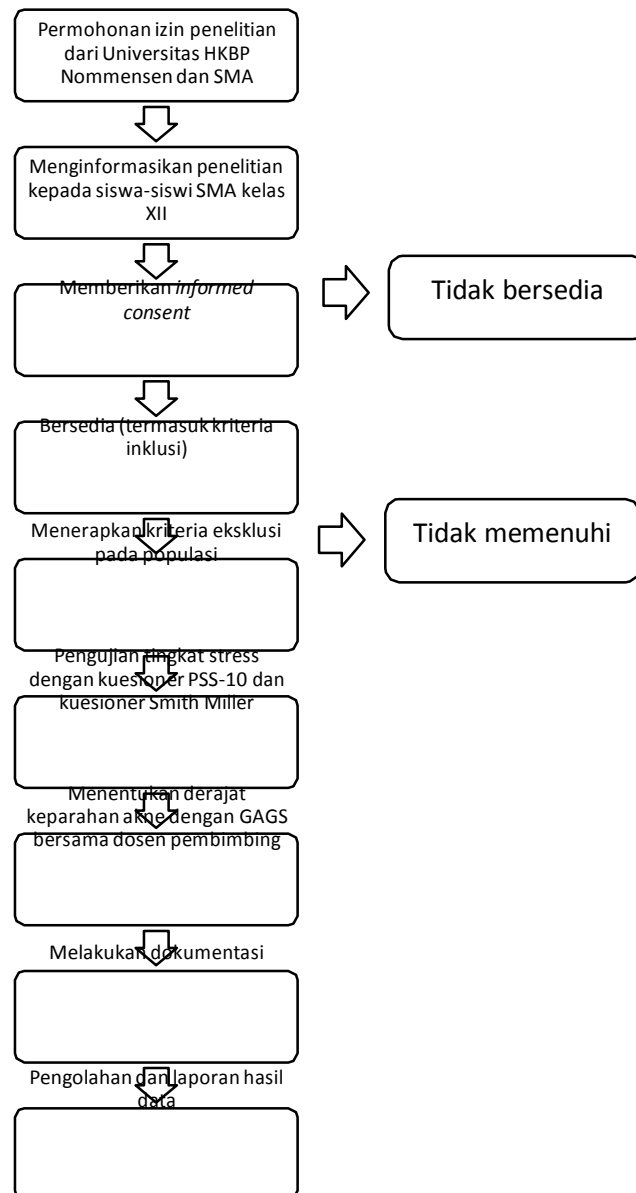 Permohonan izin penelitian
dari Universitas HKBP
Nommensen dan SMA
Menginformasikan penelitian
kepada siswa-siswi SMA kelas
XII
Memberikan informed
consent
Tidak bersedia
Bersedia (termasuk kriteria
inklusi)
Menerapkan kriteria eksklusi
pada populasi
Tidak memenuhi
Pengujian tingkat stress
dengan kuesioner PSS-10 dan
kuesioner Smith Miller
Menentukan derajat
keparahan akne dengan GAGS
bersama dosen pembimbing
Melakukan dokumentasi
Pengolahan dan laporan hasil
data